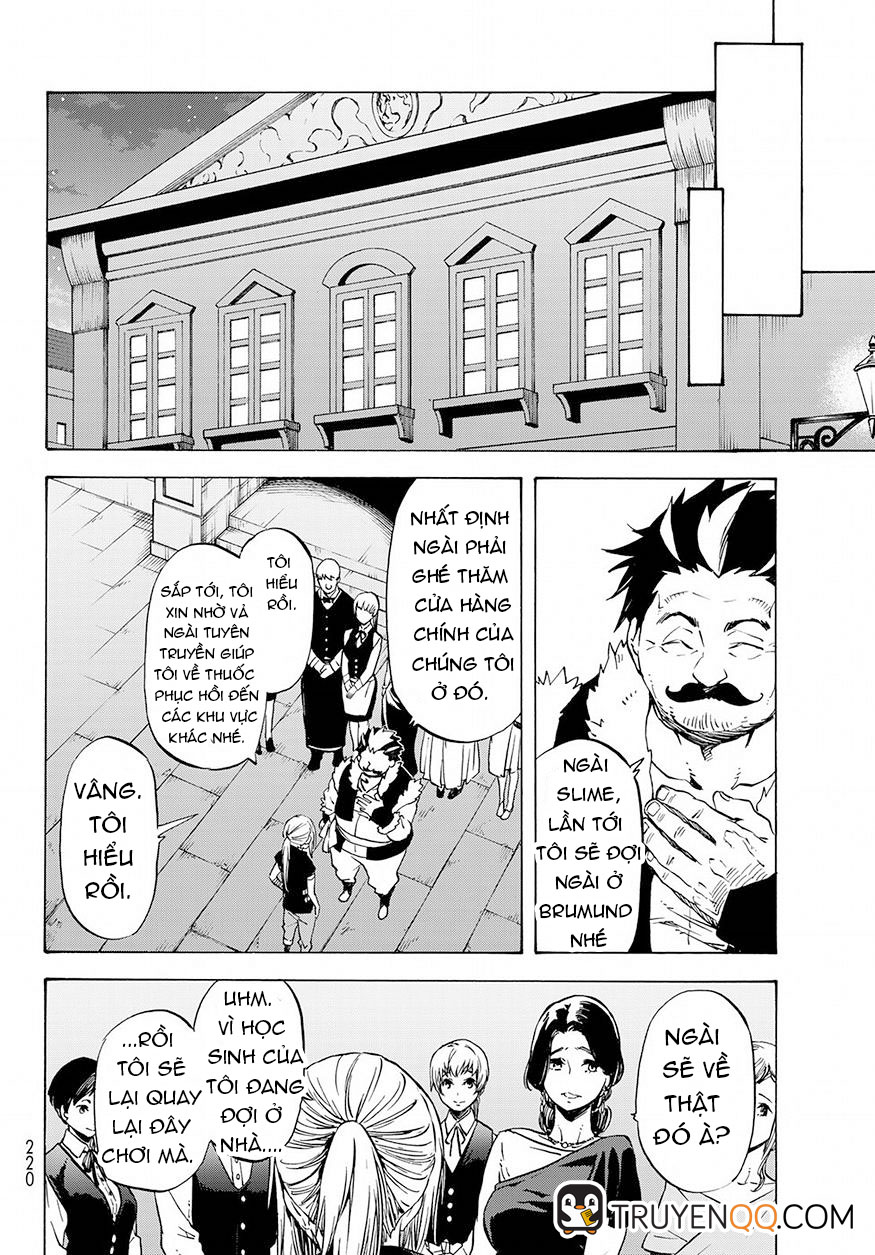 NGÀI
SLIME,
LẦN TỚI
TÔI SẼ ĐỢI
NGÀI Ở
BRUMUND
NHÉ
NHẤT ĐỊNH
NGÀI PHẢI
GHÉ THĂM
CỬA HÀNG
CHÍNH CỦA
CHÚNG TÔI
Ở ĐÓ.
TÔI
HIỂU
RỒI.
SẮP TỚI, TÔI
XIN NHỜ VẢ
NGÀI TUYÊN
TRUYỀN GIÚP
TÔI VỀ THUỐC
PHỤC HỒI ĐẾN
CÁC KHU VỰC
KHÁC NHÉ.
VÂNG.
TÔI
HIỂU
RỒI.
NGÀI
SẼ VỀ
THẬT
ĐÓ À?
UHM.
VÌ HỌC
SINH CỦA
TÔI ĐANG
ĐỢI Ở
NHÀ....
...RỒI
TÔI SẼ
LẠI QUAY
LẠI ĐÂY
CHƠI MÀ.
220
TRUYENQQ.COM